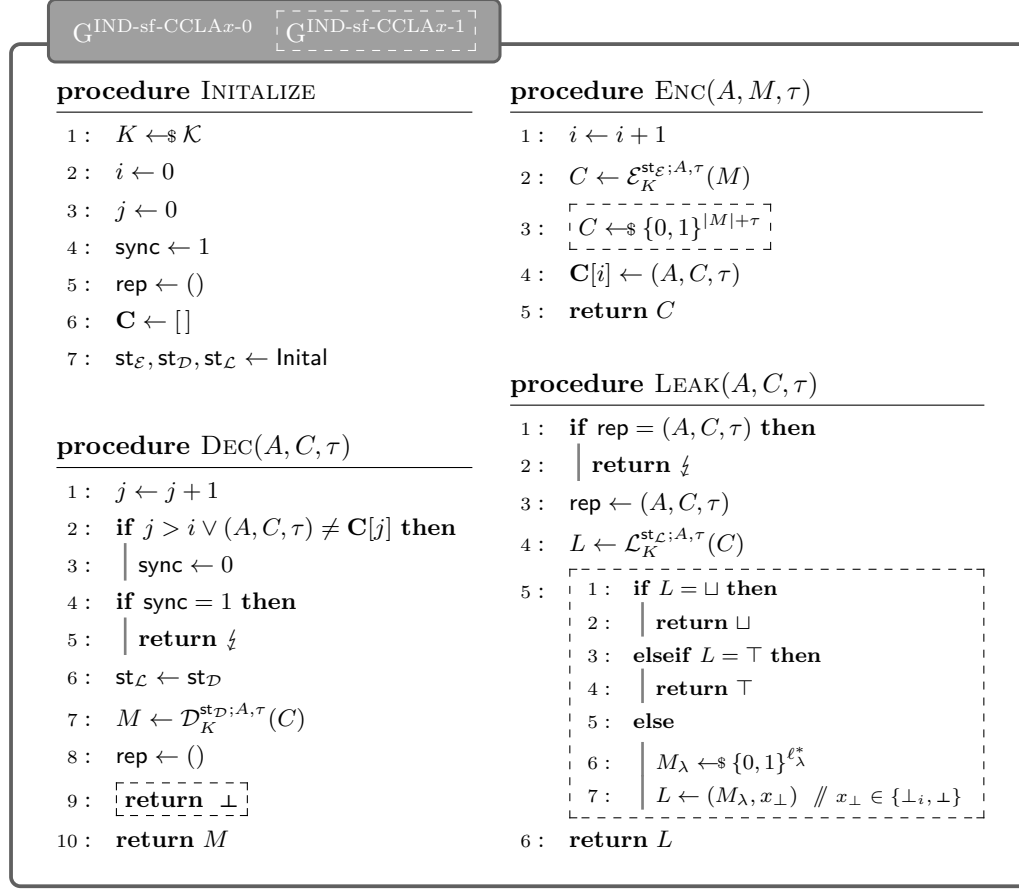 G^{IND-sf-CCLAx-0} G^{IND-sf-CCLAx-1}
procedure INITALIZE
1 : K ←$ 𝒦
2 : i ← 0
3 : j ← 0
4 : sync ← 1
5 : rep ← ()
6 : C ← [ ]
7 : st_ℰ, st_𝒟, st_ℒ ← Inital
procedure DEC(A, C, τ)
1 : j ← j + 1
2 : if j > i ∨ (A, C, τ) ≠ C[j] then
3 : sync ← 0
4 : if sync = 1 then
5 : return ↯
6 : st_ℒ ← st_𝒟
7 : M ← 𝒟_K^{st_𝒟;A,τ}(C)
8 : rep ← ()
9 : return ⫫
10 : return M
procedure ENC(A, M, τ)
1 : i ← i + 1
2 : C ← ℰ_K^{st_ℰ;A,τ}(M)
3 : C ←$ {0, 1}^{|M|+τ}
4 : C[i] ← (A, C, τ)
5 : return C
procedure LEAK(A, C, τ)
1 : if rep = (A, C, τ) then
2 : return ↯
3 : rep ← (A, C, τ)
4 : L ← ℒ_K^{st_ℒ;A,τ}(C)
5 : 1 : if L = ⊔ then
2 : return ⊔
3 : elseif L = ⊤ then
4 : return ⊤
5 : else
6 : M_λ ←$ {0, 1}^{ℓ*_λ}
7 : L ← (M_λ, x_⊥) // x_⊥ ∈ {⊥_i, ⫫}
6 : return L